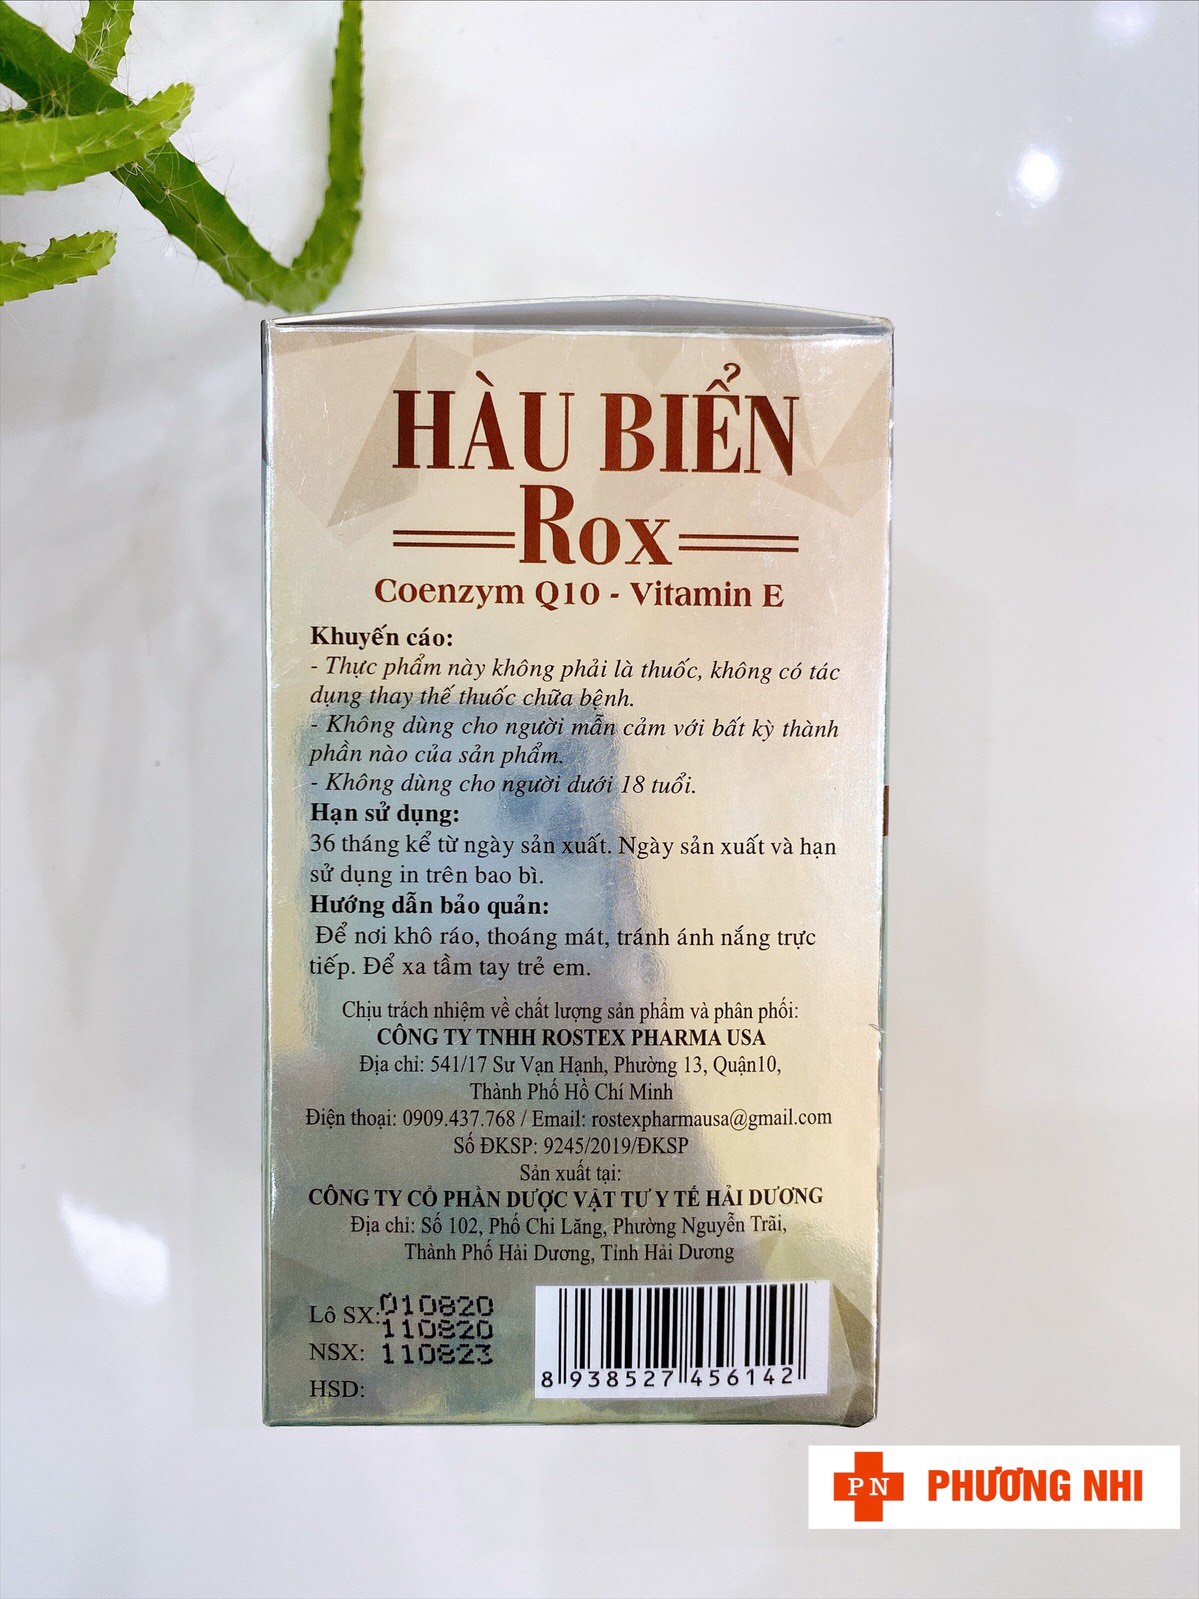 HÀU BIỂN
Rox
Coenzym Q10 - Vitamin E
Khuyến cáo:
- Thực phẩm này không phải là thuốc, không có tác
dụng thay thế thuốc chữa bệnh.
- Không dùng cho người mẫn cảm với bất kỳ thành
phần nào của sản phẩm.
- Không dùng cho người dưới 18 tuổi.
Hạn sử dụng:
36 tháng kể từ ngày sản xuất. Ngày sản xuất và hạn
sử dụng in trên bao bì.
Hướng dẫn bảo quản:
Để nơi khô ráo, thoáng mát, tránh ánh nắng trực
tiếp. Để xa tầm tay trẻ em.
Chịu trách nhiệm về chất lượng sản phẩm và phân phối:
CÔNG TY TNHH ROSTEX PHARMA USA
Địa chỉ: 541/17 Sư Vạn Hạnh, Phường 13, Quận10,
Thành Phố Hồ Chí Minh
Điện thoại: 0909.437.768 / Email: rostexpharmausa@gmail.com
Số ĐKSP: 9245/2019/ĐKSP
Sản xuất tại:
CÔNG TY CỔ PHẦN DƯỢC VẬT TƯ Y TẾ HẢI DƯƠNG
Địa chỉ: Số 102, Phố Chi Lăng, Phường Nguyễn Trãi,
Thành Phố Hải Dương, Tỉnh Hải Dương
Lô SX: 010820
110820
NSX: 110823
HSD:
8 938527 456142
PN PHƯƠNG NHI